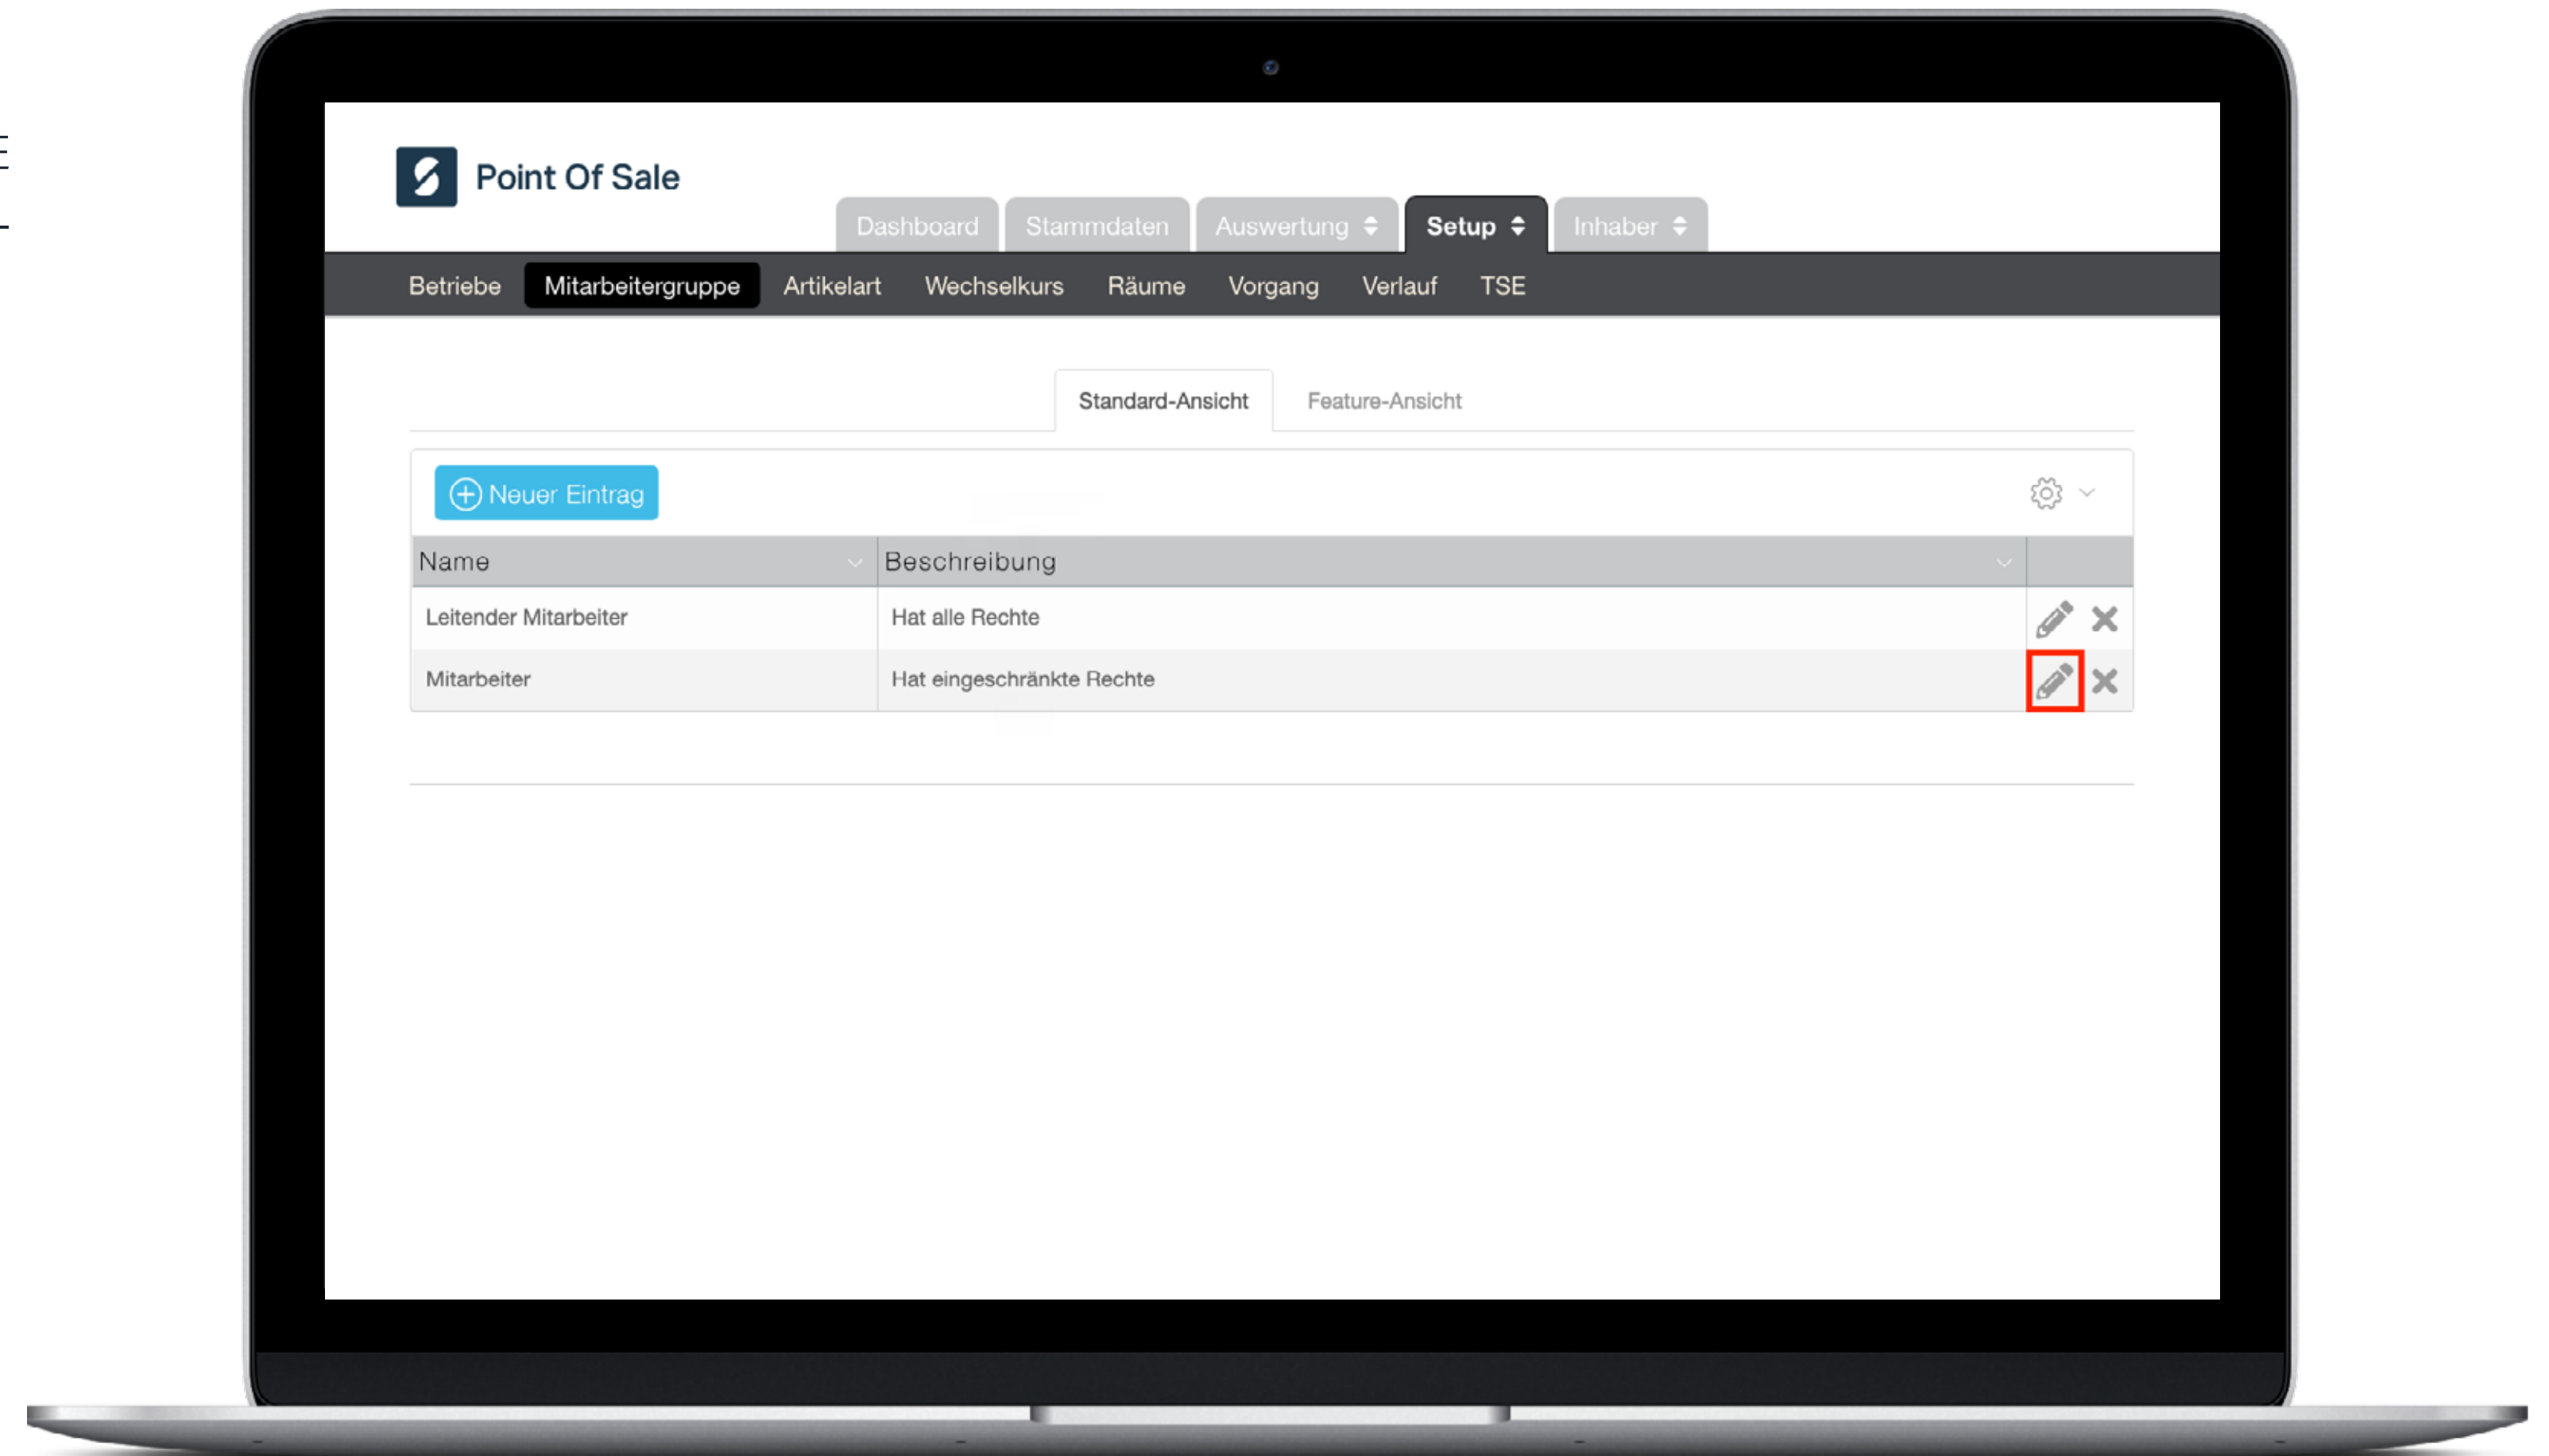 Point Of Sale
Dashboard Stammdaten Auswertung Setup Inhaber
Betriebe Mitarbeitergruppe Artikelart Wechselkurs Räume Vorgang Verlauf TSE
Standard-Ansicht Feature-Ansicht
Neuer Eintrag
Name Beschreibung
Leitender Mitarbeiter Hat alle Rechte
Mitarbeiter Hat eingeschränkte Rechte